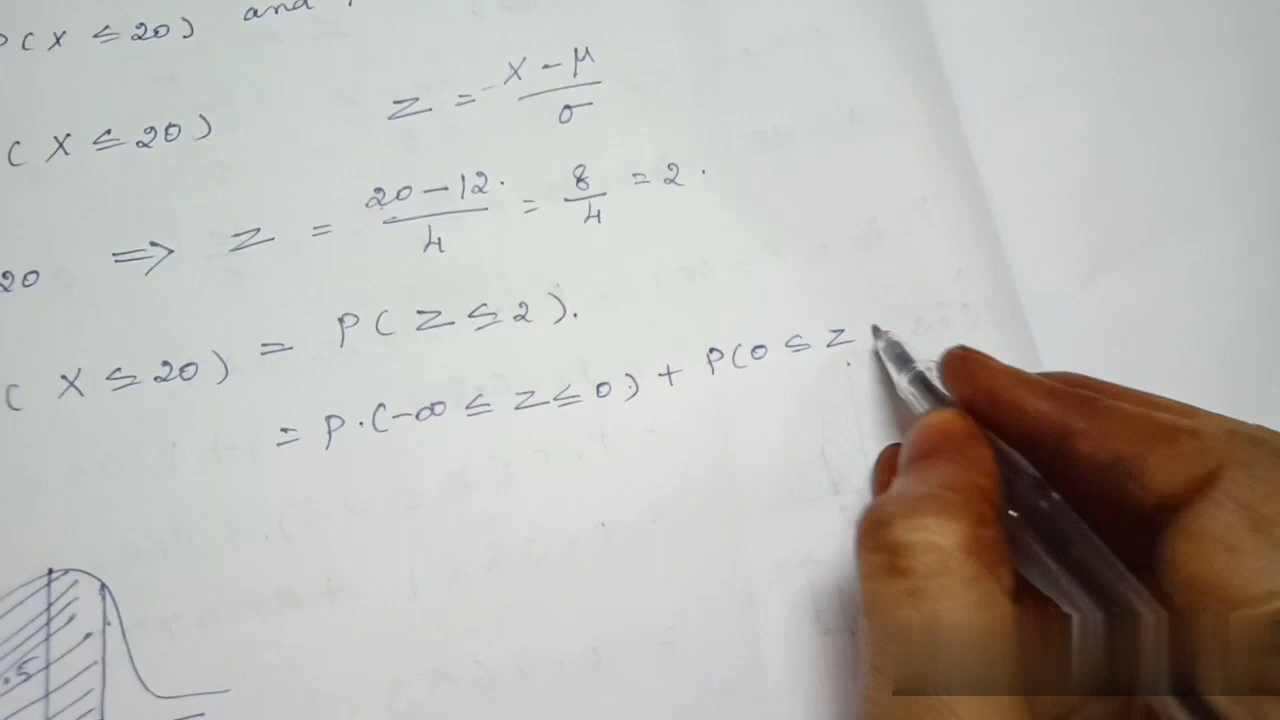 P(X ≤ 20) and
(X ≤ 20)
Z = X - μ / σ
20 ⇒ Z = 20 - 12. / 4 = 8 / 4 = 2.
(X ≤ 20) = P(Z ≤ 2).
= P.(-∞ ≤ Z ≤ 0) + P(0 ≤ Z
.5